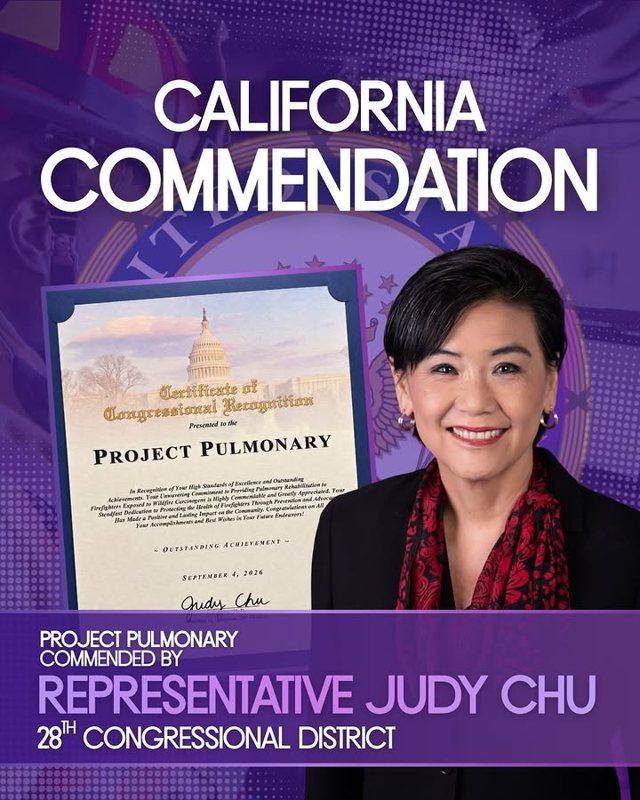 CALIFORNIA
COMMENDATION
UNITED STA
Certificate of
Congressional Recognition
Presented to the
PROJECT PULMONARY
In Recognition of Your High Standards of Excellence and Outstanding
Achievements. Your Unwavering Commitment to Providing Pulmonary Rehabilitation to
Firefighters Exposed to Wildfire Carcinogens is Highly Commendable and Greatly Appreciated. Your
Steadfast Dedication to Protecting the Health of Firefighters Through Prevention and
Has Made a Positive and Lasting Impact on the Community. Congratulations on All
Your Accomplishments and Best Wishes in Your Future Endeavors!
~ OUTSTANDING ACHIEVEMENT ~
SEPTEMBER 4, 2026
Judy Chu
PROJECT PULMONARY
COMMENDED BY
REPRESENTATIVE JUDY CHU
28TH CONGRESSIONAL DISTRICT